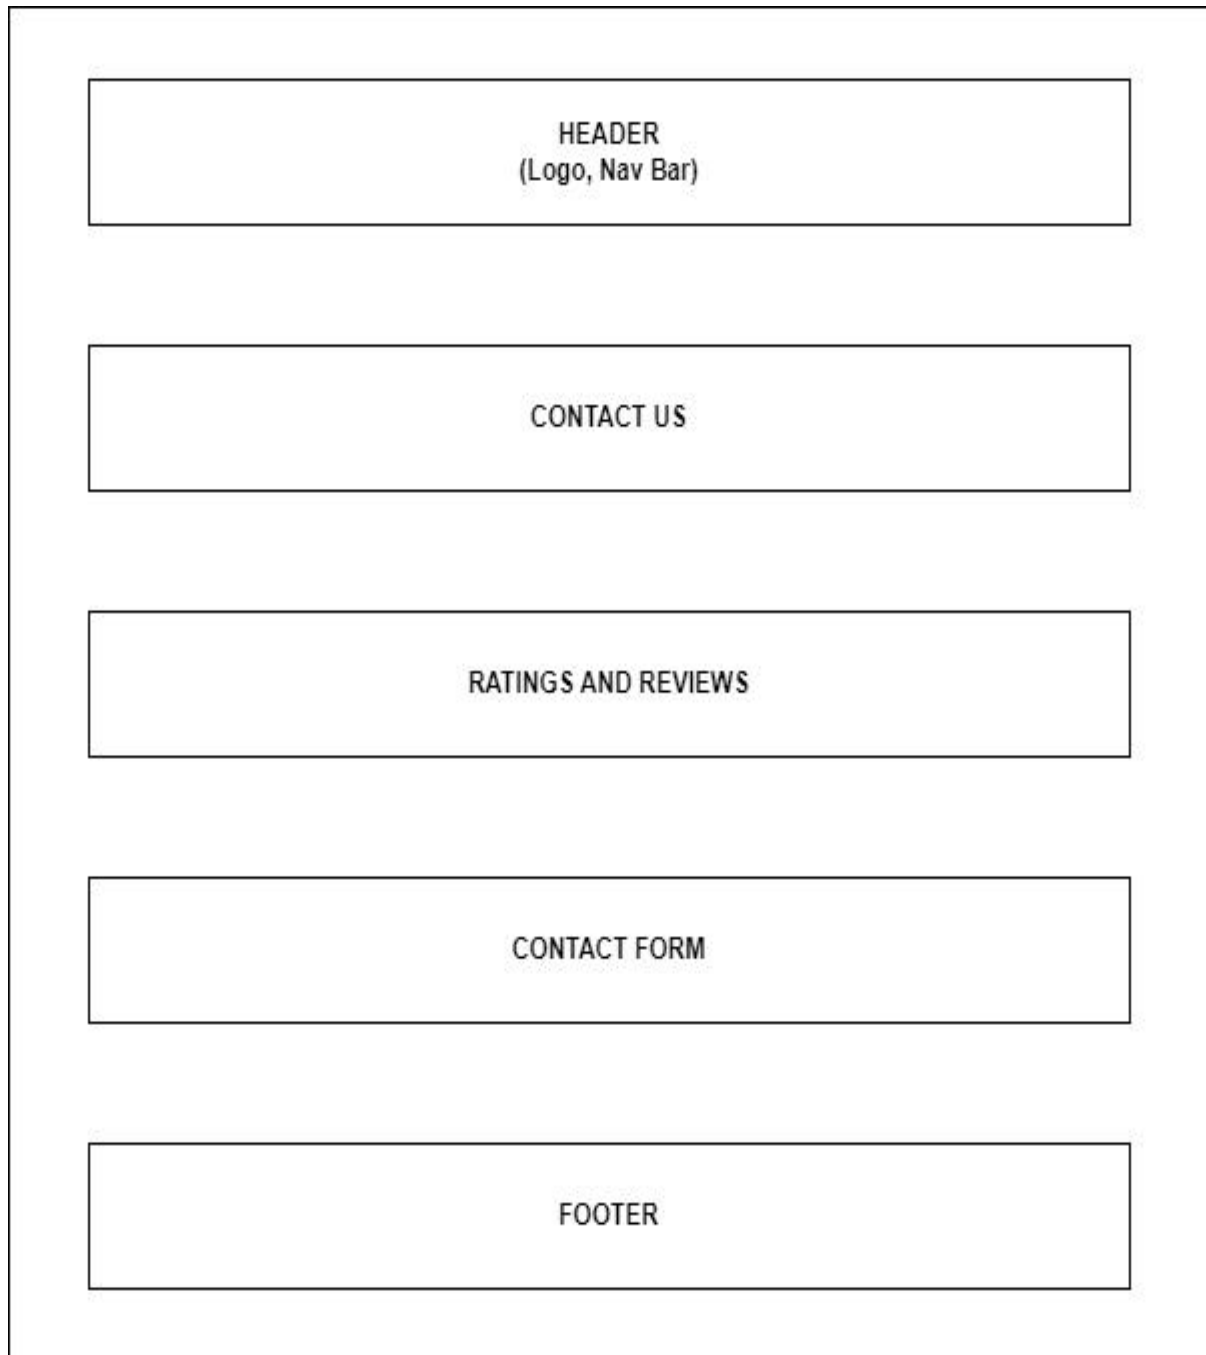 HEADER
(Logo, Nav Bar)
CONTACT US
RATINGS AND REVIEWS
CONTACT FORM
FOOTER